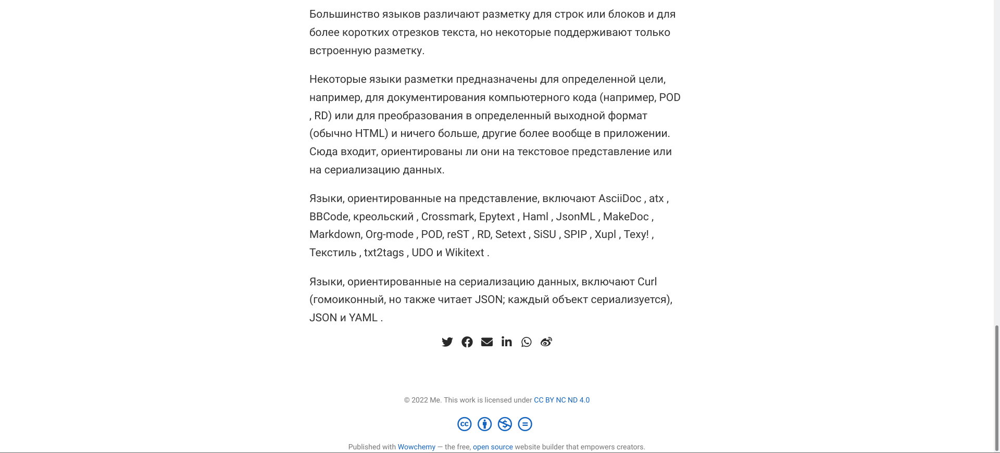 Большинство языков различают разметку для строк или блоков и для
более коротких отрезков текста, но некоторые поддерживают только
встроенную разметку.
Некоторые языки разметки предназначены для определенной цели,
например, для документирования компьютерного кода (например, POD
, RD) или для преобразования в определенный выходной формат
(обычно HTML) и ничего больше, другие более вообще в приложении.
Сюда входит, ориентированы ли они на текстовое представление или
на сериализацию данных.
Языки, ориентированные на представление, включают AsciiDoc , atx ,
BBCode, креольский , Crossmark, Epytext , Haml , JsonML , MakeDoc ,
Markdown, Org-mode , POD, reST , RD, Setext , SiSU , SPIP , Xupl , Texy! ,
Текстиль , txt2tags , UDO и Wikitext .
Языки, ориентированные на сериализацию данных, включают Curl
(гомоиконный, но также читает JSON; каждый объект сериализуется),
JSON и YAML .
© 2022 Me. This work is licensed under CC BY NC ND 4.0
Published with Wowchemy — the free, open source website builder that empowers creators.